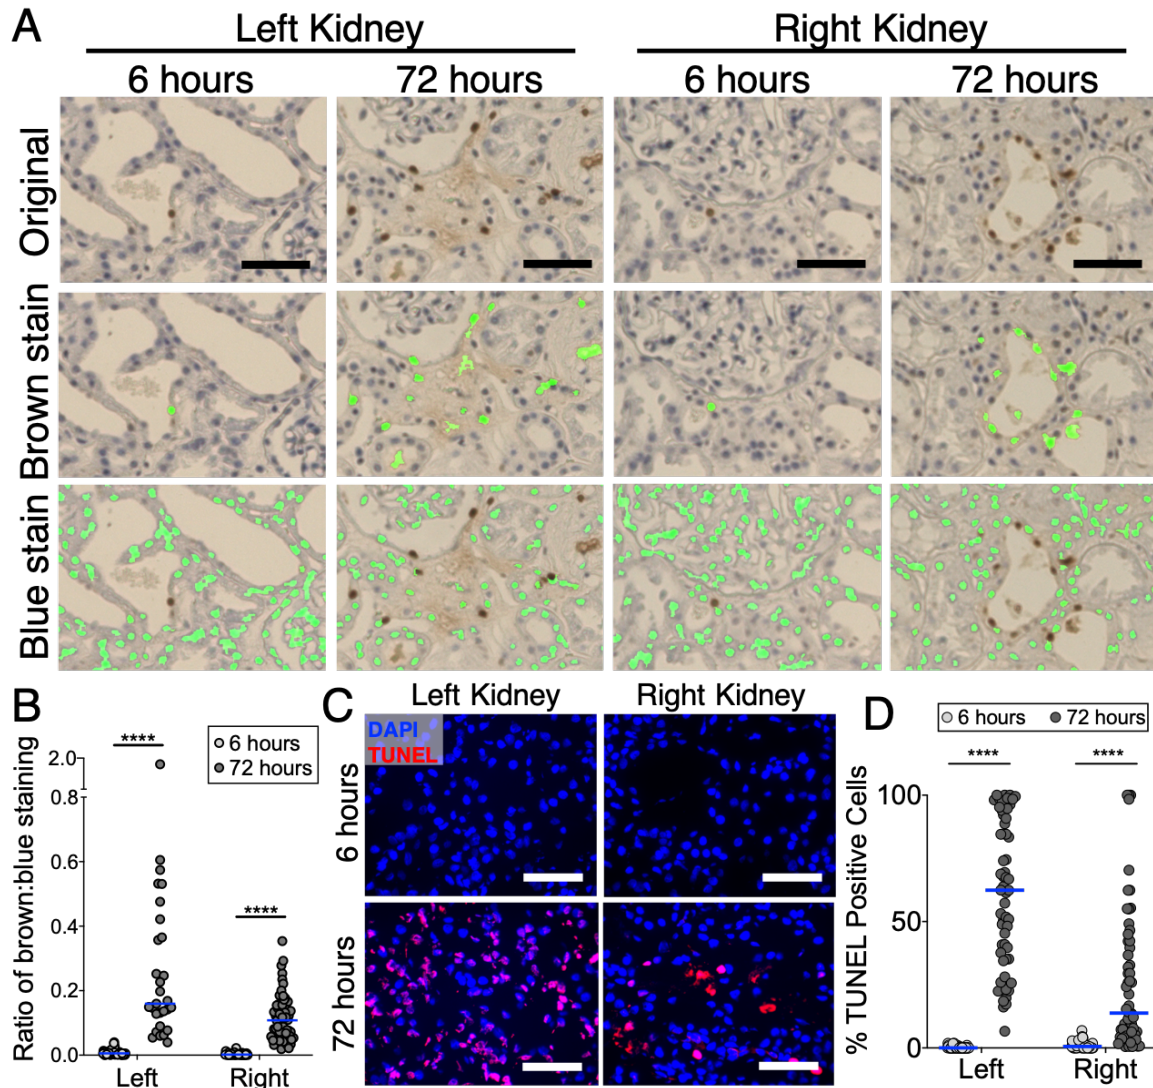 A
Left Kidney
Right Kidney
6 hours
72 hours
6 hours
72 hours
Original
Brown stain
Blue stain
B
****
6 hours
72 hours
****
Ratio of brown:blue staining
2.0
0.8
0.6
0.4
0.2
0.0
Left
Right
C
Left Kidney
Right Kidney
DAPI
TUNEL
6 hours
72 hours
D
6 hours
72 hours
****
****
% TUNEL Positive Cells
100
50
0
Left
Right